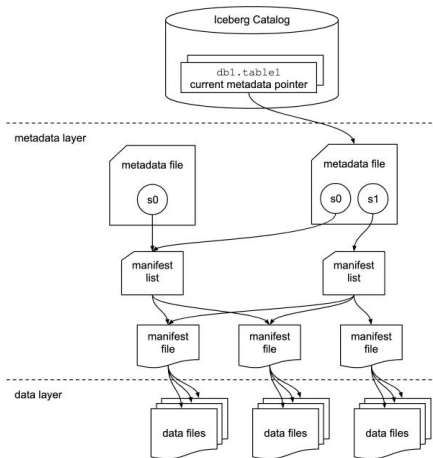 Iceberg Catalog
db1.table1
current metadata pointer
metadata layer
metadata file
s0
metadata file
s0
s1
manifest
list
manifest
list
manifest
file
manifest
file
manifest
file
data layer
data files
data files
data files